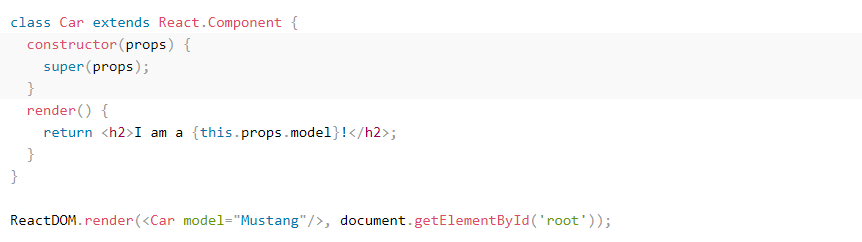 class Car extends React.Component {
  constructor(props) {
    super(props);
  }
  render() {
    return <h2>I am a {this.props.model}!</h2>;
  }
}

ReactDOM.render(<Car model="Mustang"/>, document.getElementById('root'));